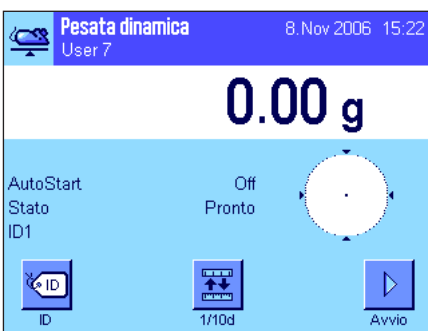 Pesata dinamica 8.Nov 2006 15:22
User 7
0.00 g
AutoStart Off
Stato Pronto
ID1
ID
ID 1/10d Avvio